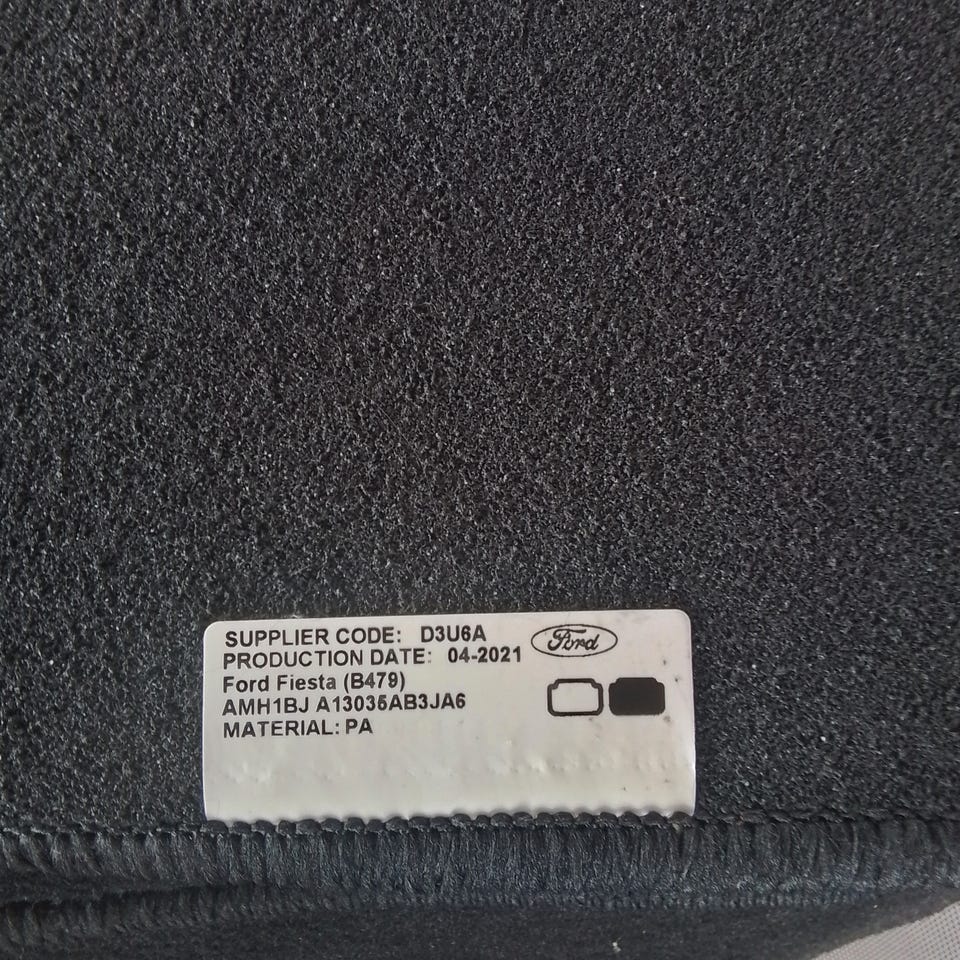 SUPPLIER CODE: D3U6A
Ford
PRODUCTION DATE: 04-2021
Ford Fiesta (B479)
AMH1BJ A13035AB3JA6
MATERIAL: PA